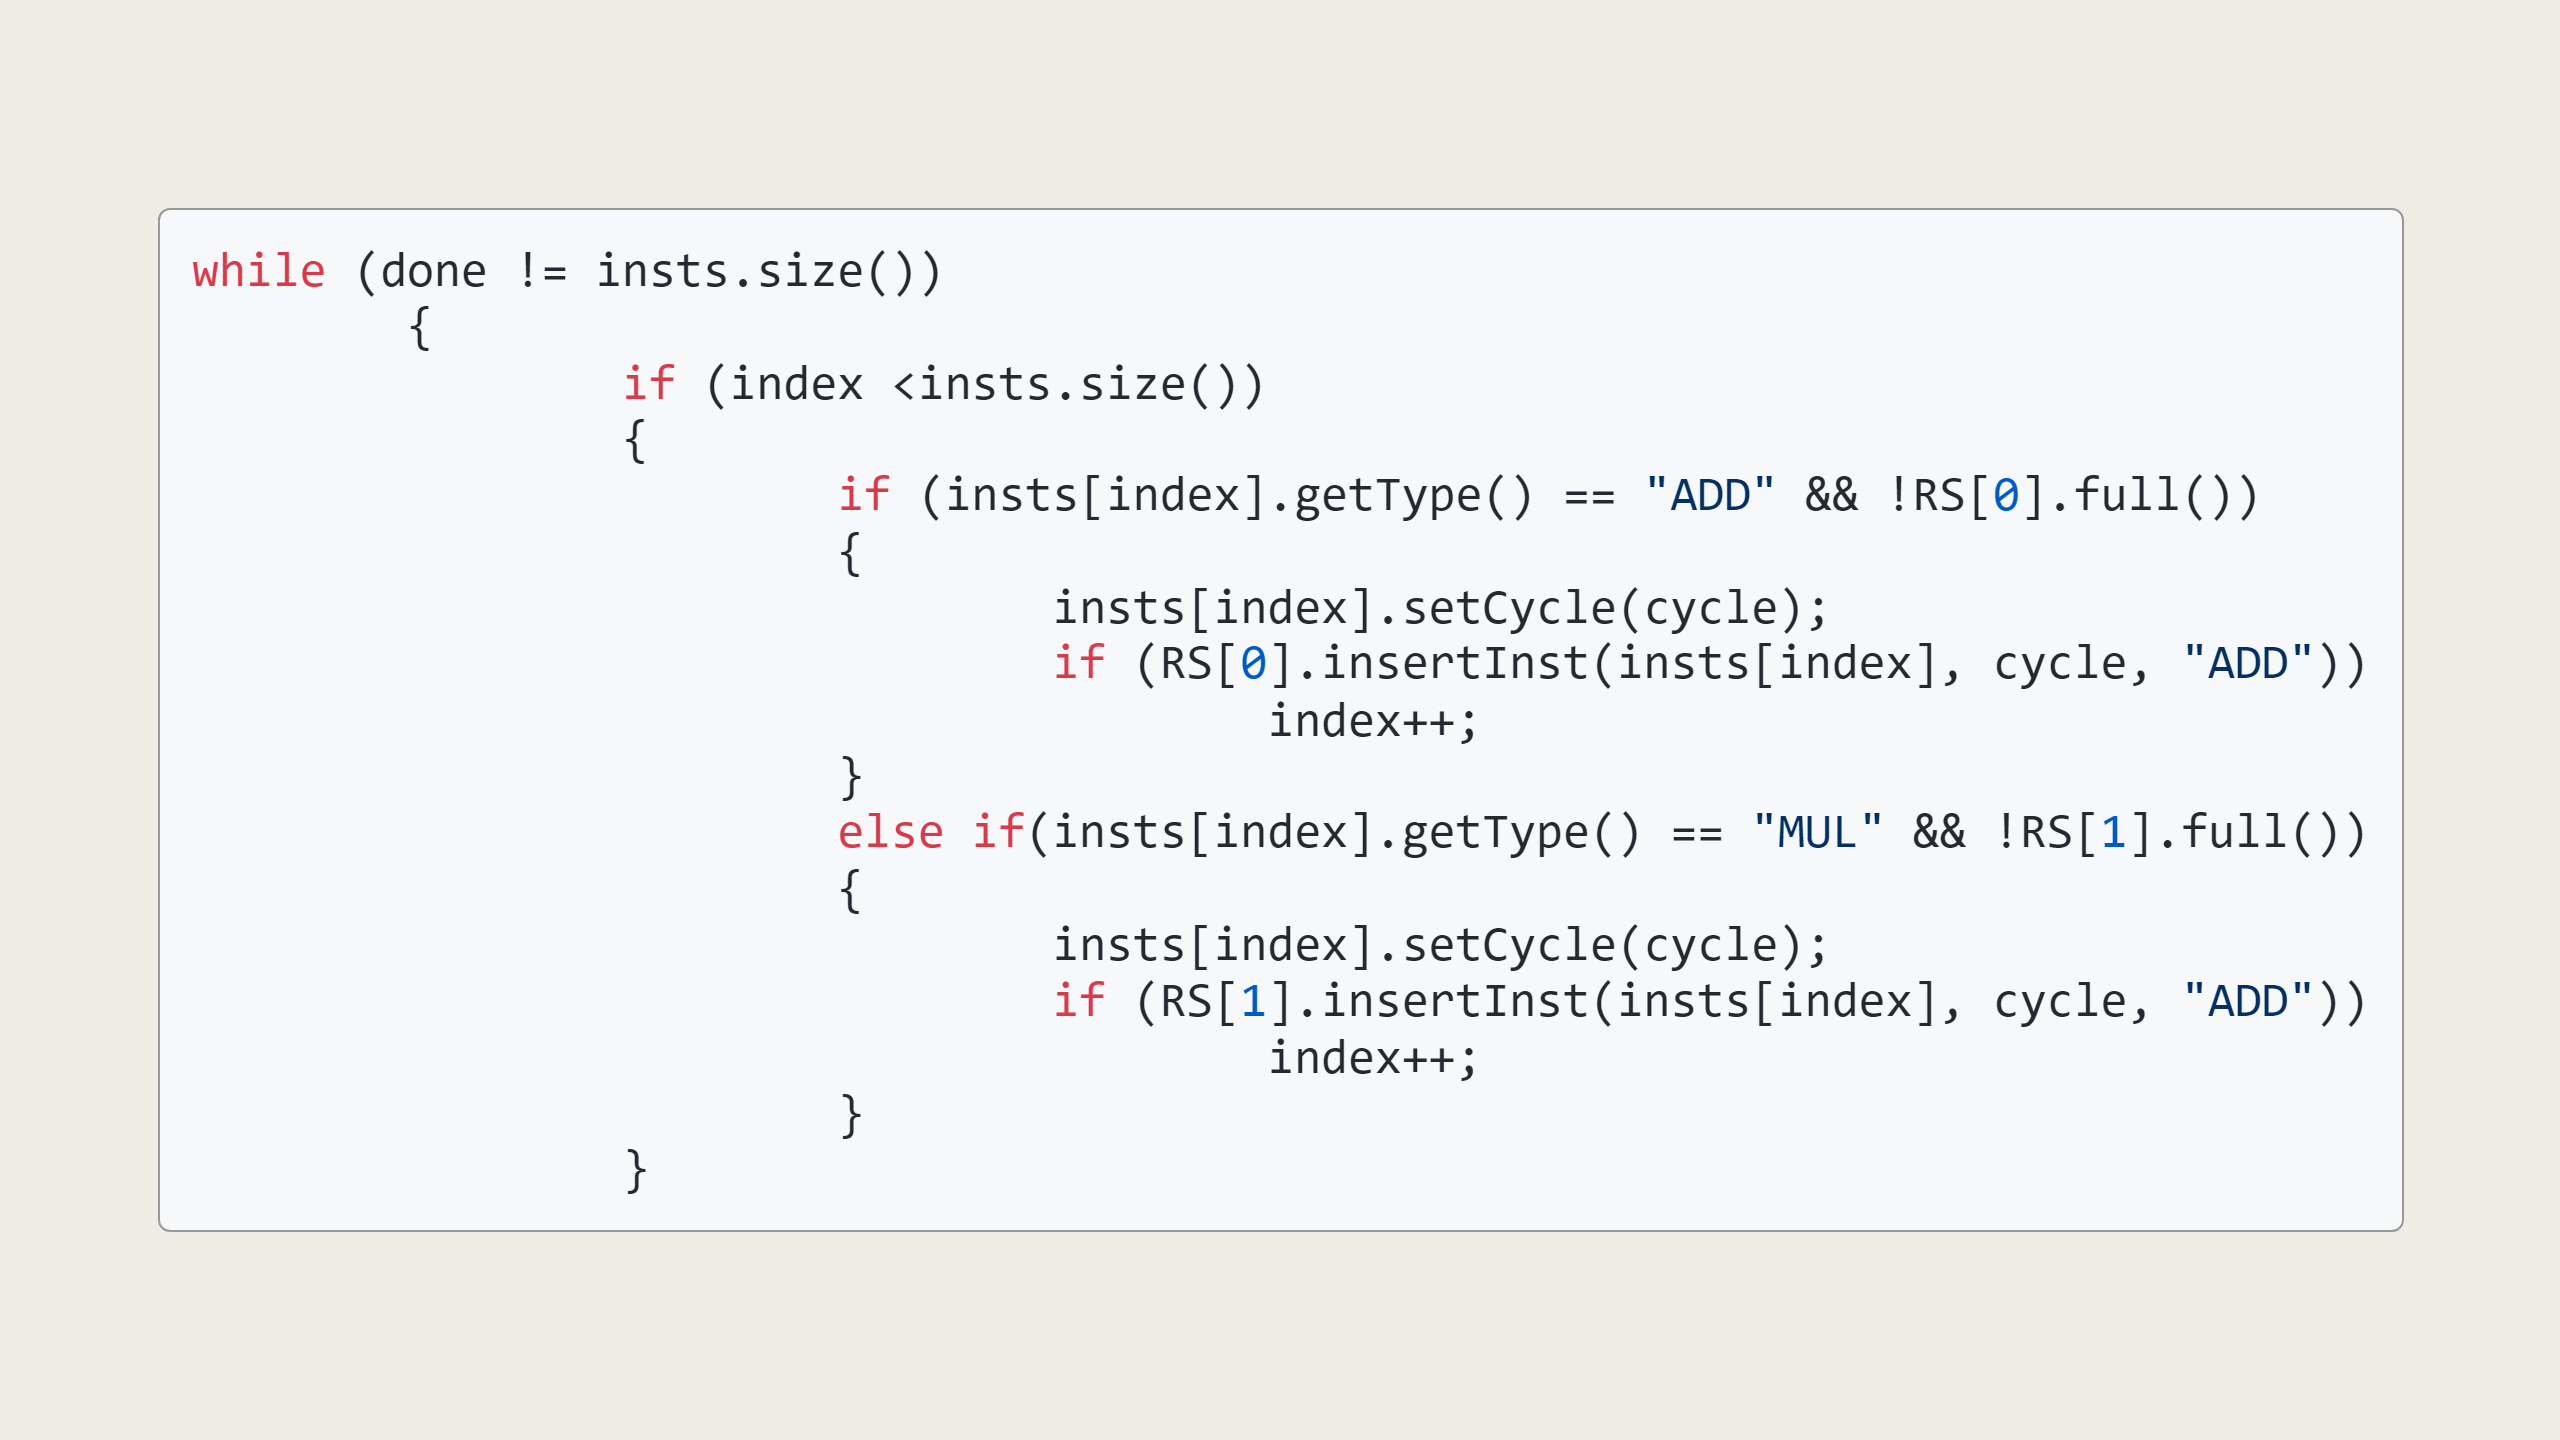 while (done != insts.size())
        {
                if (index <insts.size())
                {
                        if (insts[index].getType() == "ADD" && !RS[0].full())
                        {
                                insts[index].setCycle(cycle);
                                if (RS[0].insertInst(insts[index], cycle, "ADD"))
                                        index++;
                        }
                        else if(insts[index].getType() == "MUL" && !RS[1].full())
                        {
                                insts[index].setCycle(cycle);
                                if (RS[1].insertInst(insts[index], cycle, "ADD"))
                                        index++;
                        }
                }